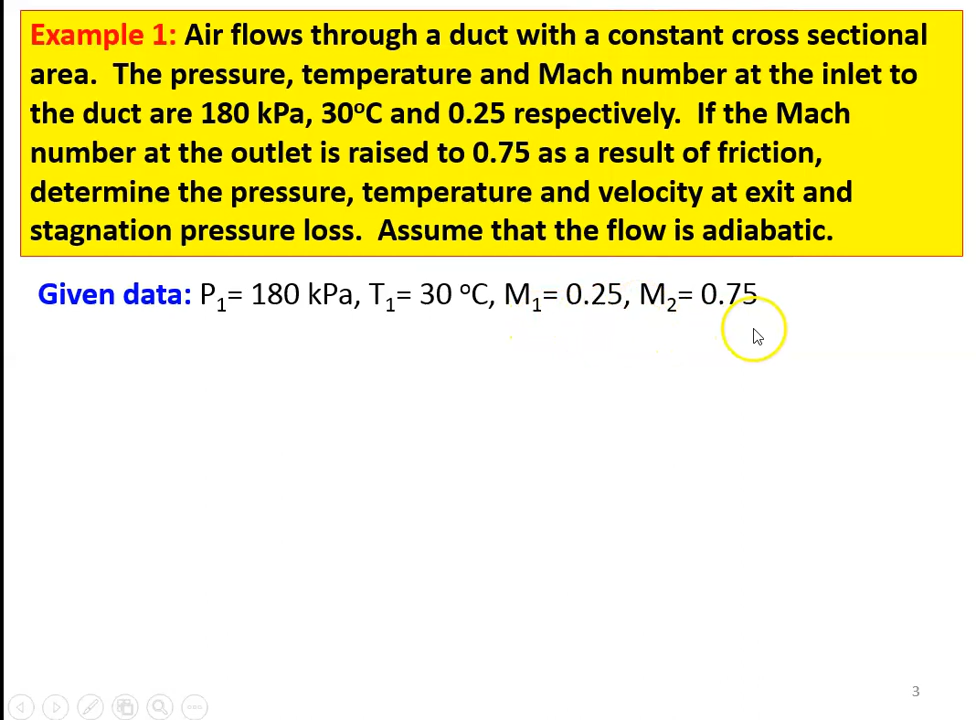 Example 1: Air flows through a duct with a constant cross sectional
area. The pressure, temperature and Mach number at the inlet to
the duct are 180 kPa, 30°C and 0.25 respectively. If the Mach
number at the outlet is raised to 0.75 as a result of friction,
determine the pressure, temperature and velocity at exit and
stagnation pressure loss. Assume that the flow is adiabatic.
Given data: P₁= 180 kPa, T₁= 30 °C, M₁= 0.25, M₂= 0.75
3